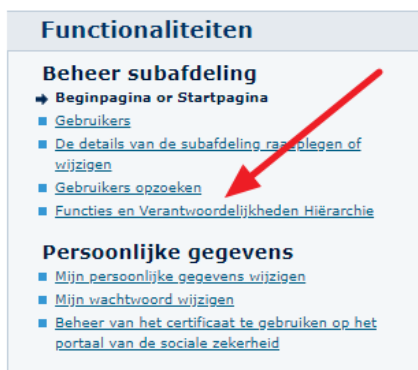 Functionaliteiten
Beheer subafdeling
Beginpagina or Startpagina
Gebruikers
De details van de subafdeling raadplegen of
wijzigen
Gebruikers opzoeken
Functies en Verantwoordelijkheden Hiërarchie
Persoonlijke gegevens
Mijn persoonlijke gegevens wijzigen
Mijn wachtwoord wijzigen
Beheer van het certificaat te gebruiken op het
portaal van de sociale zekerheid